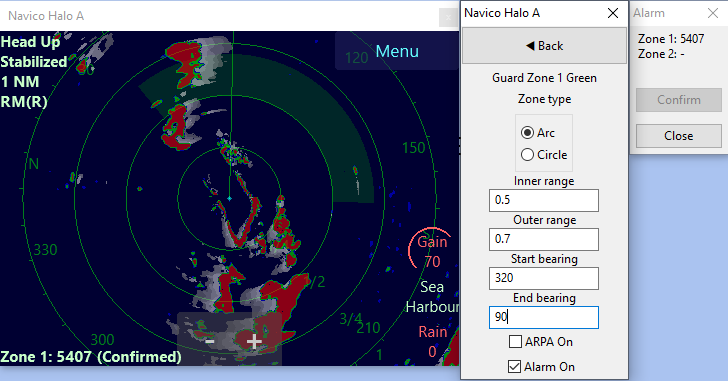 Navico Halo A
Head Up
Stabilized
1 NM
RM(R)
Menu
120
150
N
330
300
210
1/2
3/4
1
Gain
70
Sea
Harbour
Rain
0
- +
Zone 1: 5407 (Confirmed)
Navico Halo A
Back
Guard Zone 1 Green
Zone type
Arc
Circle
Inner range
0.5
Outer range
0.7
Start bearing
320
End bearing
90
ARPA On
Alarm On
Alarm
Zone 1: 5407
Zone 2: -
Confirm
Close